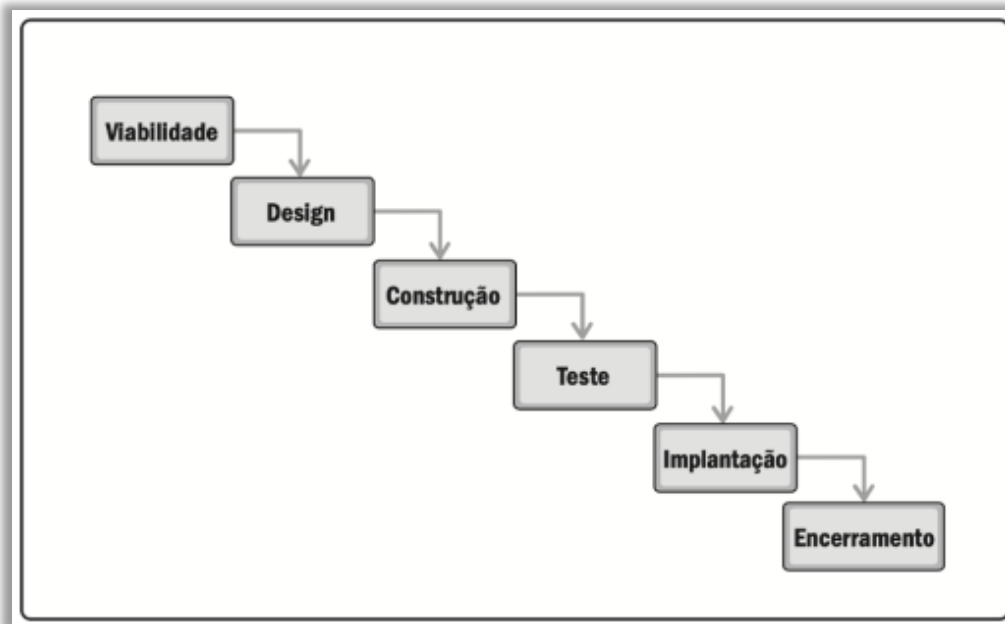 Viabilidade
Design
Construção
Teste
Implantação
Encerramento